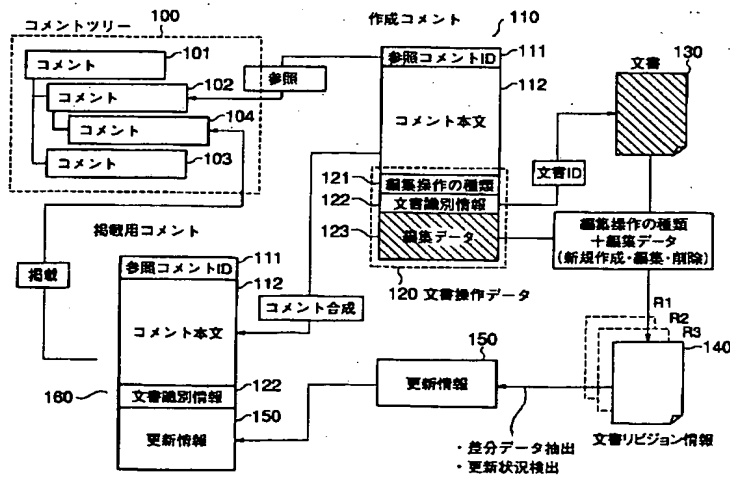 コメントツリー
100
作成コメント
110
101
コメント
102
コメント
104
コメント
103
コメント
参照
参照コメントID
111
112
コメント本文
文書
130
文書ID
121
編集操作の種類
122
文書識別情報
123
編集データ
120 文書操作データ
編集操作の種類
+編集データ
(新規作成・編集・削除)
掲載用コメント
掲載
参照コメントID
111
112
コメント本文
コメント合成
R1
R2
R3
140
文書リビジョン情報
150
更新情報
・差分データ抽出
・更新状況検出
160
122
文書識別情報
150
更新情報